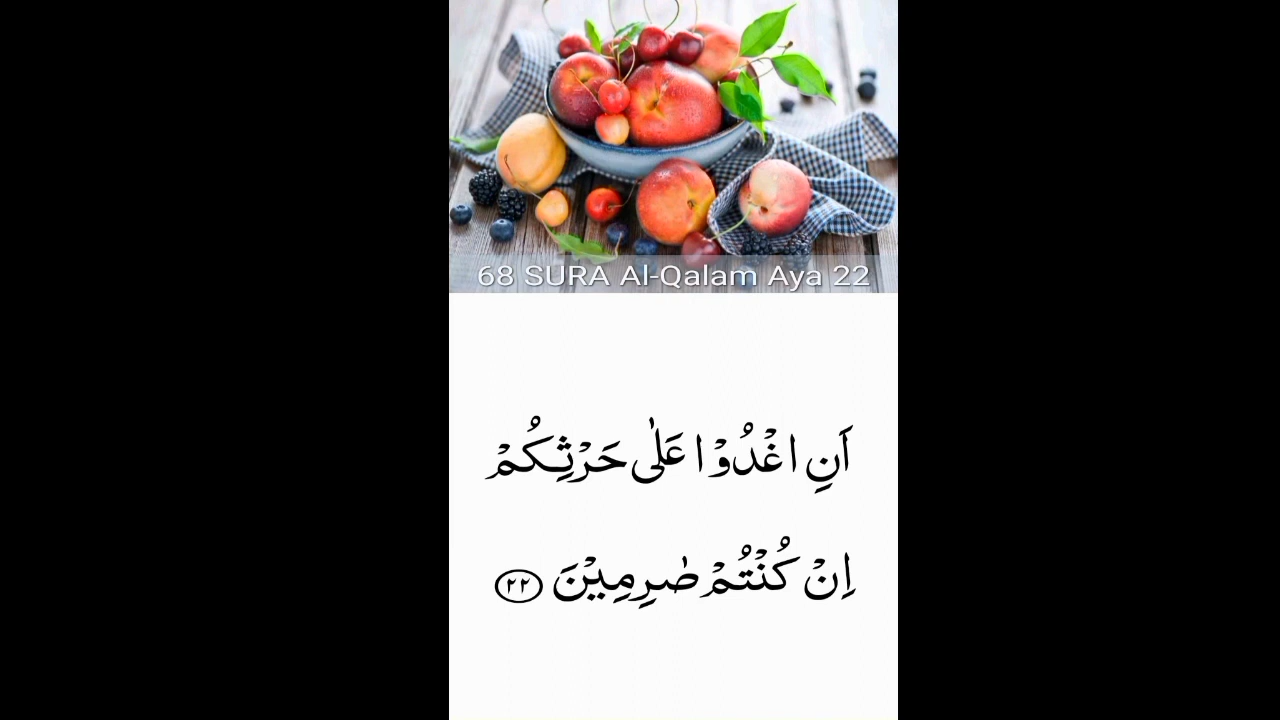 68 SURA Al-Qalam Aya 22
اَنِ اغْدُوْا عَلٰى حَرْثِكُمْ
اِنْ كُنْتُمْ صٰرِمِيْنَ ۲۲